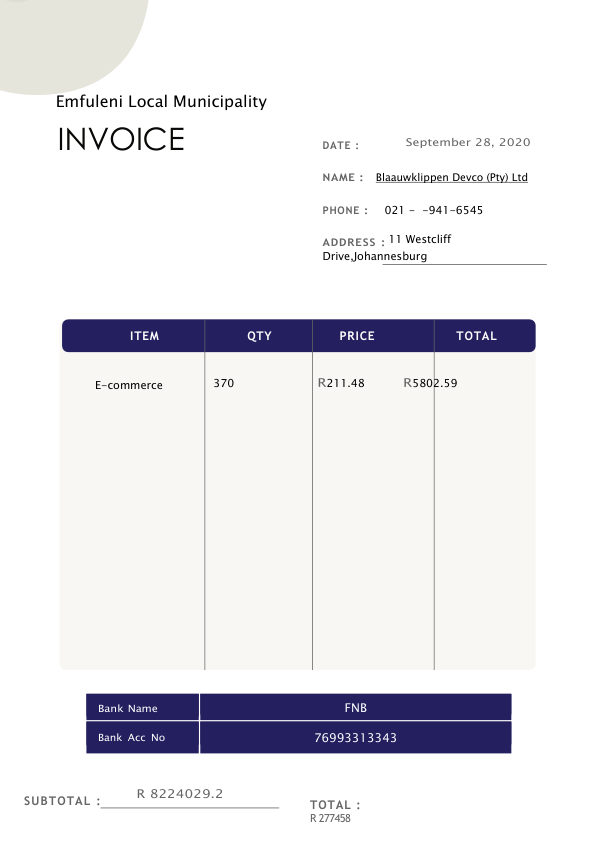 Emfuleni Local Municipality
INVOICE
DATE : September 28, 2020
NAME : Blaauwklippen Devco (Pty) Ltd
PHONE : 021 - -941-6545
ADDRESS : 11 Westcliff
Drive,Johannesburg
ITEM QTY PRICE TOTAL
E-commerce 370 R211.48 R5802.59
Bank Name FNB
Bank Acc No 76993313343
SUBTOTAL : R 8224029.2
TOTAL :
R 277458